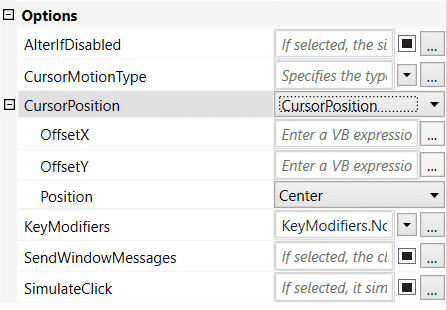 Options
AlterIfDisabled If selected, the si ...
CursorMotionType Specifies the typ ...
CursorPosition CursorPosition
OffsetX Enter a VB expressio ...
OffsetY Enter a VB expressio ...
Position Center
KeyModifiers KeyModifiers.Nc ...
SendWindowMessages If selected, the cl ...
SimulateClick If selected, it sim ...